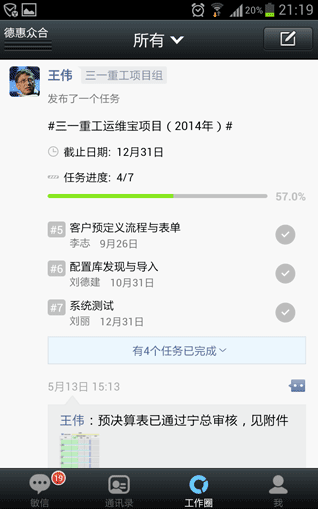 20% 21:19
德惠众合
所有
王伟 三一重工项目组
发布了一个任务
#三一重工运维宝项目（2014年）#
截止日期: 12月31日
任务进度: 4/7
57.0%
#5 客户预定义流程与表单
李志 9月26日
#6 配置库发现与导入
刘德建 10月31日
#7 系统测试
刘丽 12月31日
有4个任务已完成
5月13日 15:13
王伟：预决算表已通过宁总审核，见附件
19
敏信 通讯录 工作圈 我